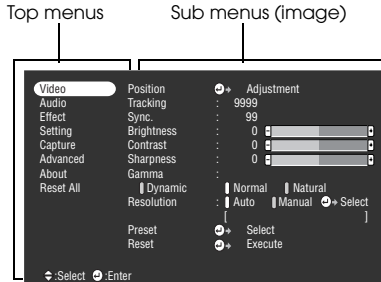 Top menus Sub menus (image)
Video Position Adjustment
Audio Tracking : 9999
Effect Sync. : 99
Setting Brightness : 0
Capture Contrast : 0
Advanced Sharpness : 0
About Gamma :
Reset All Dynamic Normal Natural
Resolution : Auto Manual Select
[ ]
Preset Select
Reset Execute
:Select :Enter